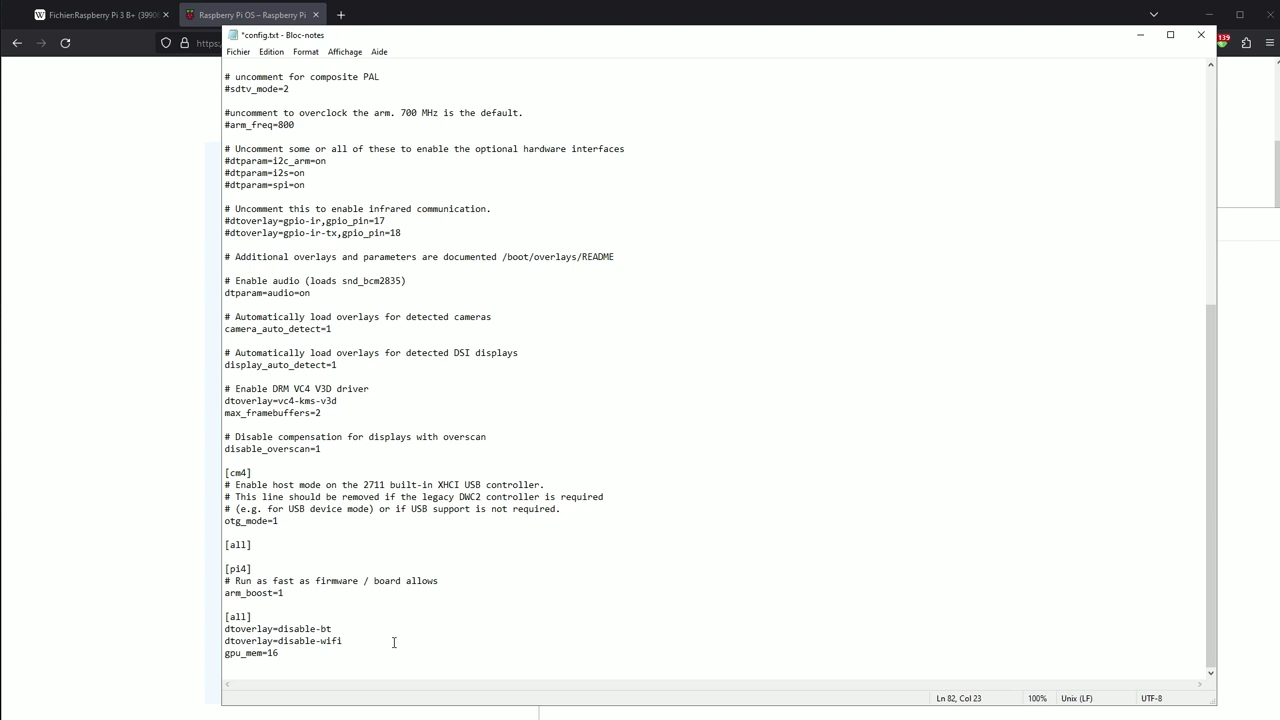 FichierRaspberry Pi 3 B+ (3990
Raspberry Pi OS – Raspberry Pi
https:
139
*config.txt - Bloc-notes
Fichier Edition Format Affichage Aide
# uncomment for composite PAL
#sdtv_mode=2
#uncomment to overclock the arm. 700 MHz is the default.
#arm_freq=800
# Uncomment some or all of these to enable the optional hardware interfaces
#dtparam=i2c_arm=on
#dtparam=i2s=on
#dtparam=spi=on
# Uncomment this to enable infrared communication.
#dtoverlay=gpio-ir,gpio_pin=17
#dtoverlay=gpio-ir-tx,gpio_pin=18
# Additional overlays and parameters are documented /boot/overlays/README
# Enable audio (loads snd_bcm2835)
dtparam=audio=on
# Automatically load overlays for detected cameras
camera_auto_detect=1
# Automatically load overlays for detected DSI displays
display_auto_detect=1
# Enable DRM VC4 V3D driver
dtoverlay=vc4-kms-v3d
max_framebuffers=2
# Disable compensation for displays with overscan
disable_overscan=1
[cm4]
# Enable host mode on the 2711 built-in XHCI USB controller.
# This line should be removed if the legacy DWC2 controller is required
# (e.g. for USB device mode) or if USB support is not required.
otg_mode=1
[all]
[pi4]
# Run as fast as firmware / board allows
arm_boost=1
[all]
dtoverlay=disable-bt
dtoverlay=disable-wifi
gpu_mem=16
Ln 82, Col 23 100% Unix (LF) UTF-8